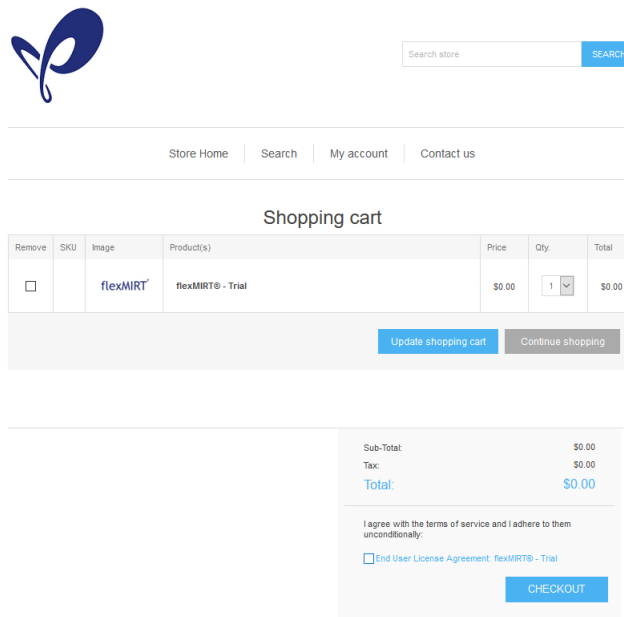 Search store SEARCH
Store Home Search My account Contact us
Shopping cart
Remove SKU Image Product(s) Price Qty. Total
flexMIRT® flexMIRT® - Trial $0.00 1 $0.00
Update shopping cart Continue shopping
Sub-Total: $0.00
Tax: $0.00
Total: $0.00
I agree with the terms of service and I adhere to them
unconditionally:
End User License Agreement: flexMIRT® - Trial
CHECKOUT